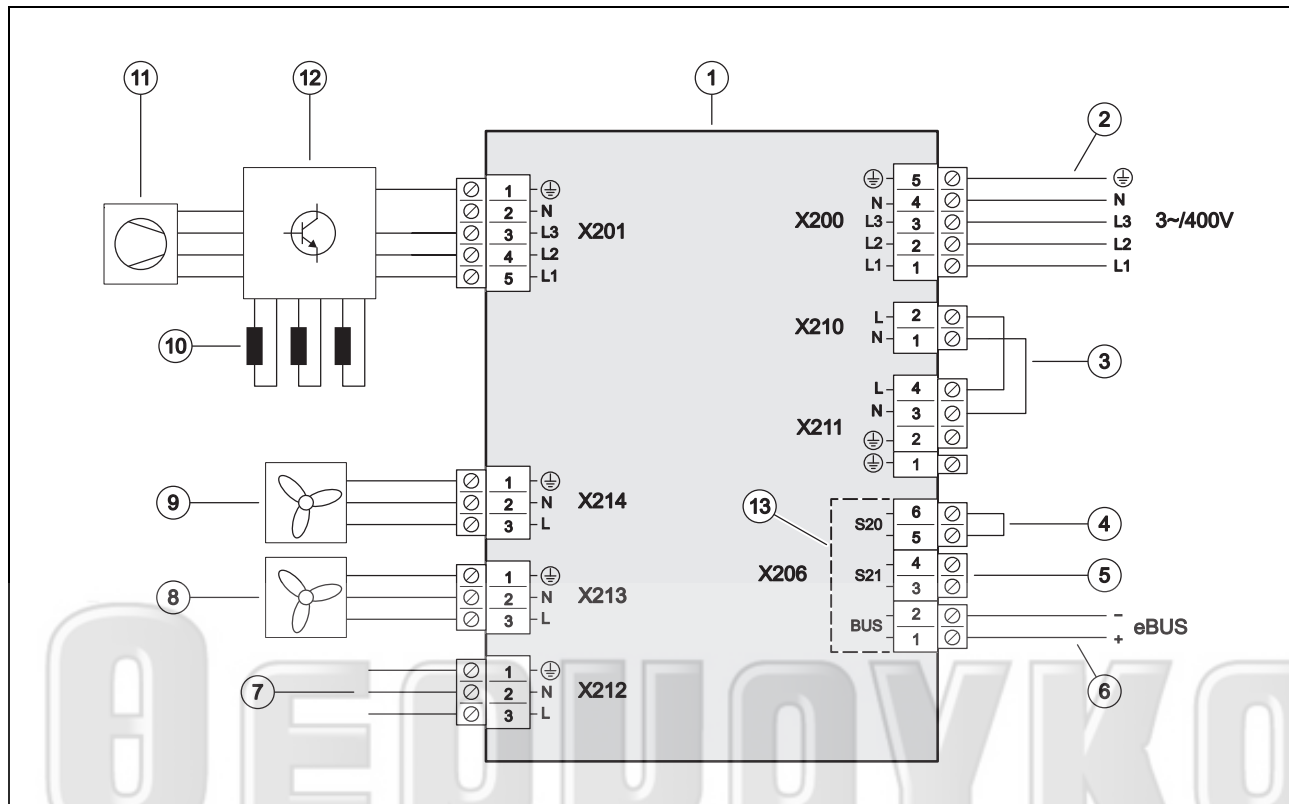 11
12
1
2
1
2 N
3 L3
4 L2
5 L1
X201
X200
5
N 4
L3 3
L2 2
L1 1
N
L3
L2
L1
3~/400V
10
X210
L 2
N 1
3
X211
L 4
N 3
2
1
9
1
2 N
3 L
X214
13
X206
S20
6
5
4
S21
4
3
5
BUS
2 −
1 +
eBUS
6
8
1
2 N
3 L
X213
7
1
2 N
3 L
X212
ΘΕΡΜΟΥΚΟ